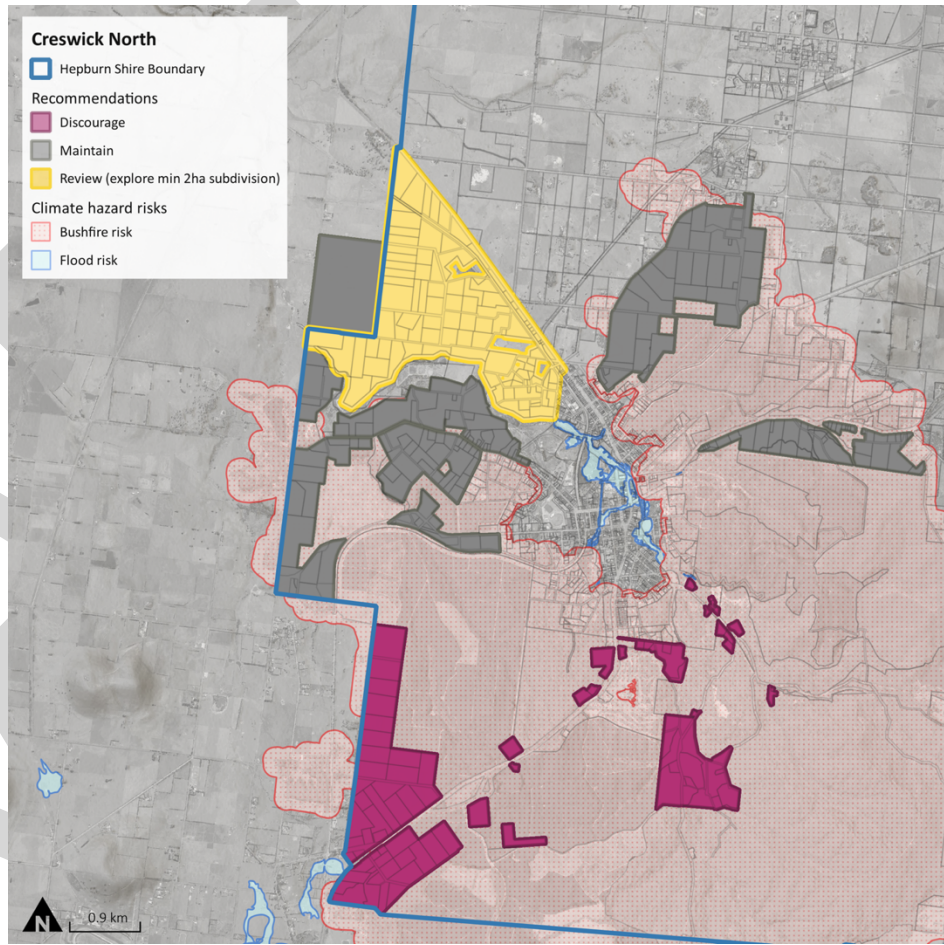 Creswick North
Hepburn Shire Boundary
Recommendations
Discourage
Maintain
Review (explore min 2ha subdivision)
Climate hazard risks
Bushfire risk
Flood risk
N
0.9 km